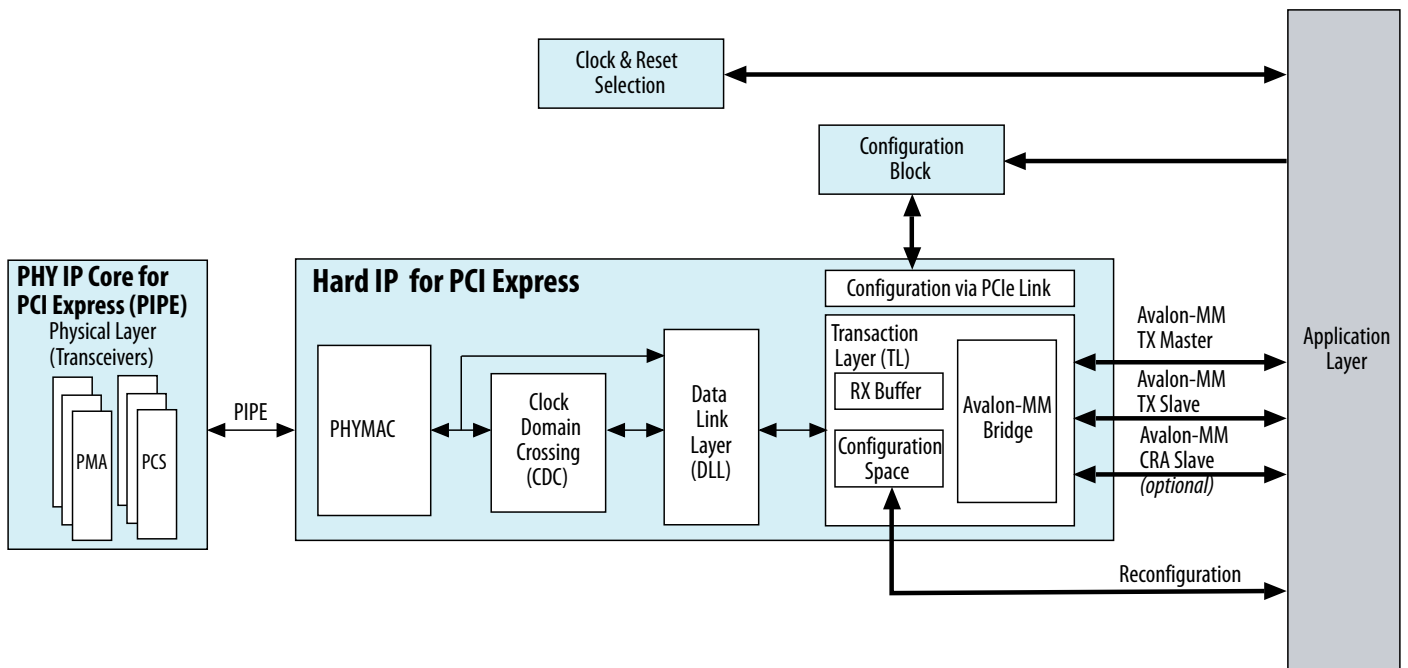 Clock & Reset
Selection
Configuration
Block
PHY IP Core for
PCI Express (PIPE)
Physical Layer
(Transceivers)
PMA
PCS
PIPE
Hard IP for PCI Express
PHYMAC
Clock
Domain
Crossing
(CDC)
Data
Link
Layer
(DLL)
Configuration via PCIe Link
Transaction
Layer (TL)
RX Buffer
Configuration
Space
Avalon-MM
Bridge
Avalon-MM
TX Master
Avalon-MM
TX Slave
Avalon-MM
CRA Slave
(optional)
Reconfiguration
Application
Layer